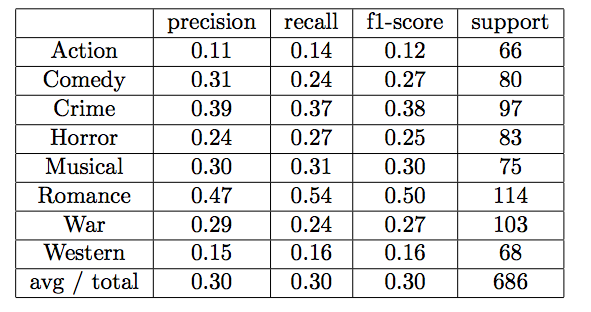 precision recall f1-score support
Action 0.11 0.14 0.12 66
Comedy 0.31 0.24 0.27 80
Crime 0.39 0.37 0.38 97
Horror 0.24 0.27 0.25 83
Musical 0.30 0.31 0.30 75
Romance 0.47 0.54 0.50 114
War 0.29 0.24 0.27 103
Western 0.15 0.16 0.16 68
avg / total 0.30 0.30 0.30 686